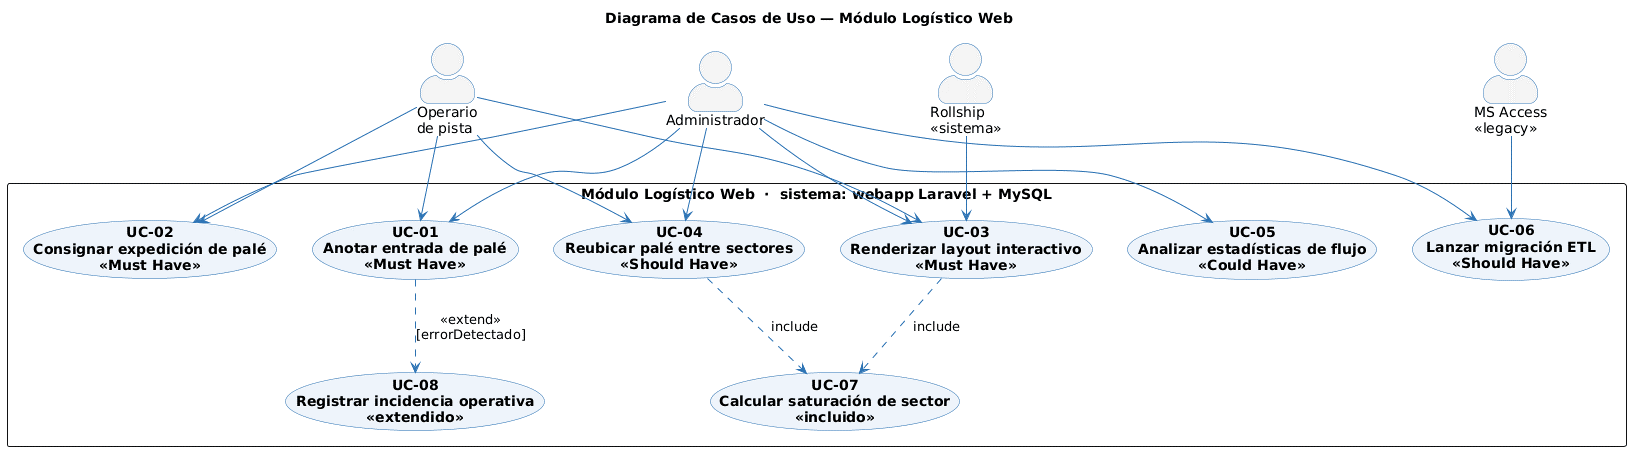 Diagrama de Casos de Uso — Módulo Logístico Web
Operario
de pista
Administrador
Rollship
«sistema»
MS Access
«legacy»
Módulo Logístico Web · sistema: webapp Laravel + MySQL
UC-02
Consignar expedición de palé
«Must Have»
UC-01
Anotar entrada de palé
«Must Have»
UC-04
Reubicar palé entre sectores
«Should Have»
UC-03
Renderizar layout interactivo
«Must Have»
UC-05
Analizar estadísticas de flujo
«Could Have»
UC-06
Lanzar migración ETL
«Should Have»
«extend»
[errorDetectado]
include
include
UC-08
Registrar incidencia operativa
«extendido»
UC-07
Calcular saturación de sector
«incluido»